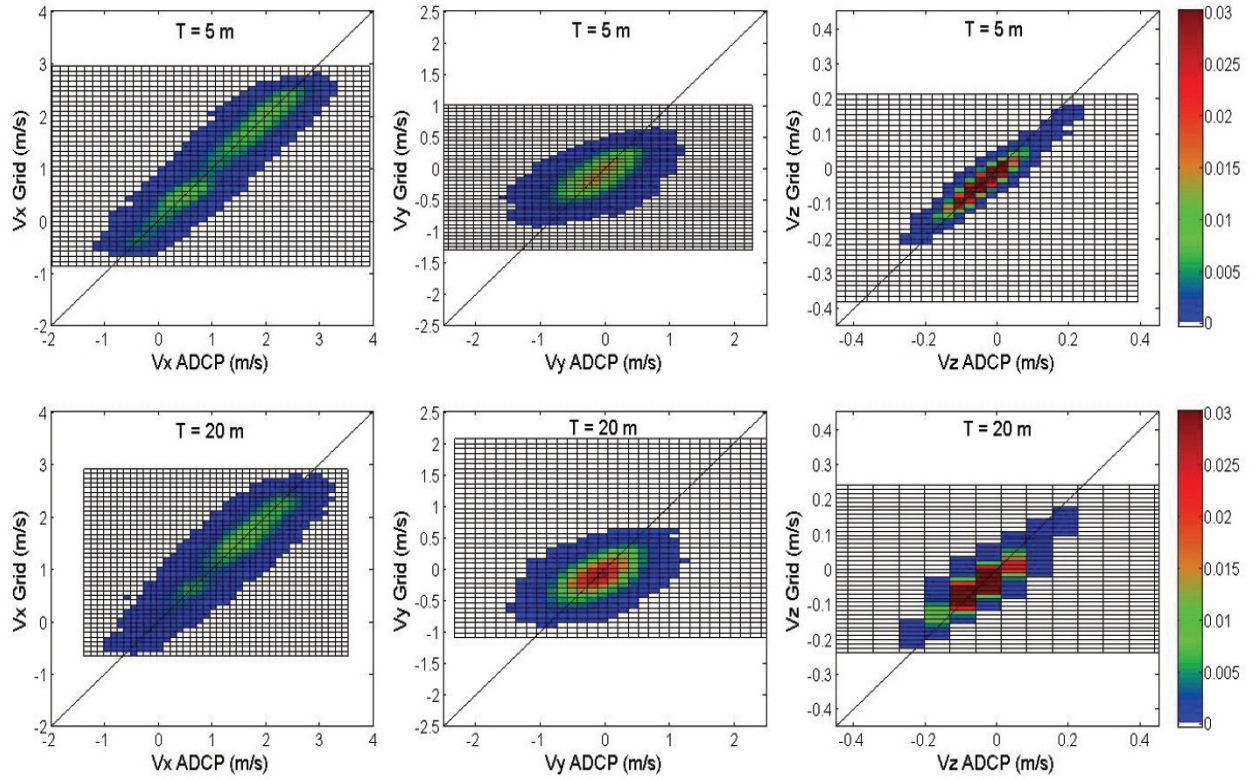 T = 5 m
4
3
2
1
0
-1
-2
Vx Grid (m/s)
-2 -1 0 1 2 3 4
Vx ADCP (m/s)
T = 5 m
2.5
2
1.5
1
0.5
0
-0.5
-1
-1.5
-2
-2.5
Vy Grid (m/s)
-2 -1 0 1 2
Vy ADCP (m/s)
T = 5 m
0.4
0.3
0.2
0.1
0
-0.1
-0.2
-0.3
-0.4
Vz Grid (m/s)
-0.4 -0.2 0 0.2 0.4
Vz ADCP (m/s)
0.03
0.025
0.02
0.015
0.01
0.005
0
T = 20 m
4
3
2
1
0
-1
-2
Vx Grid (m/s)
-2 -1 0 1 2 3 4
Vx ADCP (m/s)
T = 20 m
2.5
2
1.5
1
0.5
0
-0.5
-1
-1.5
-2
-2.5
Vy Grid (m/s)
-2 -1 0 1 2
Vy ADCP (m/s)
T = 20 m
0.4
0.3
0.2
0.1
0
-0.1
-0.2
-0.3
-0.4
Vz Grid (m/s)
-0.4 -0.2 0 0.2 0.4
Vz ADCP (m/s)
0.03
0.025
0.02
0.015
0.01
0.005
0